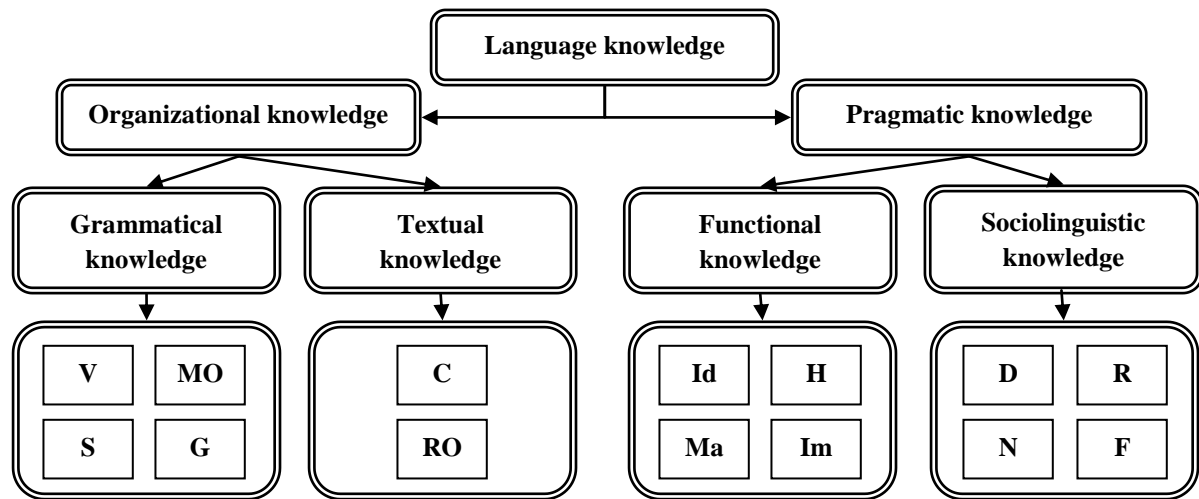 Language knowledge
Organizational knowledge
Pragmatic knowledge
Grammatical
knowledge
Textual
knowledge
Functional
knowledge
Sociolinguistic
knowledge
V MO
S G
C
RO
Id H
Ma Im
D R
N F